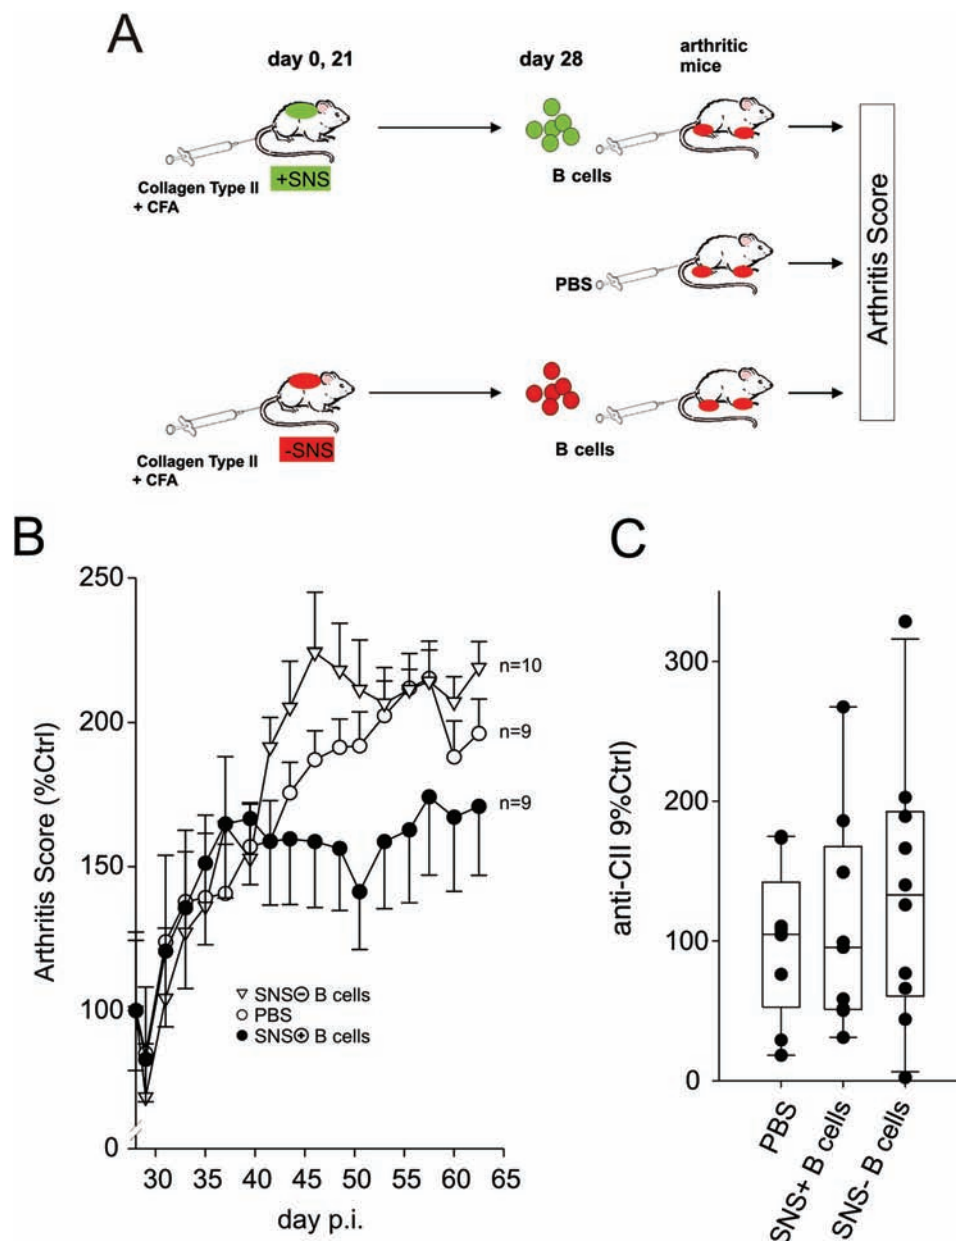 A
day 0, 21
day 28
arthritic
mice
+SNS
Collagen Type II
+ CFA
B cells
PBS
-SNS
Collagen Type II
+ CFA
B cells
Arthritis Score
B
250
200
150
100
0
Arthritis Score (%Ctrl)
n=10
n=9
n=9
SNS⊖ B cells
PBS
SNS⊕ B cells
30 35 40 45 50 55 60 65
day p.i.
C
300
200
100
0
anti-CII 9%Ctrl)
PBS
SNS+ B cells
SNS- B cells